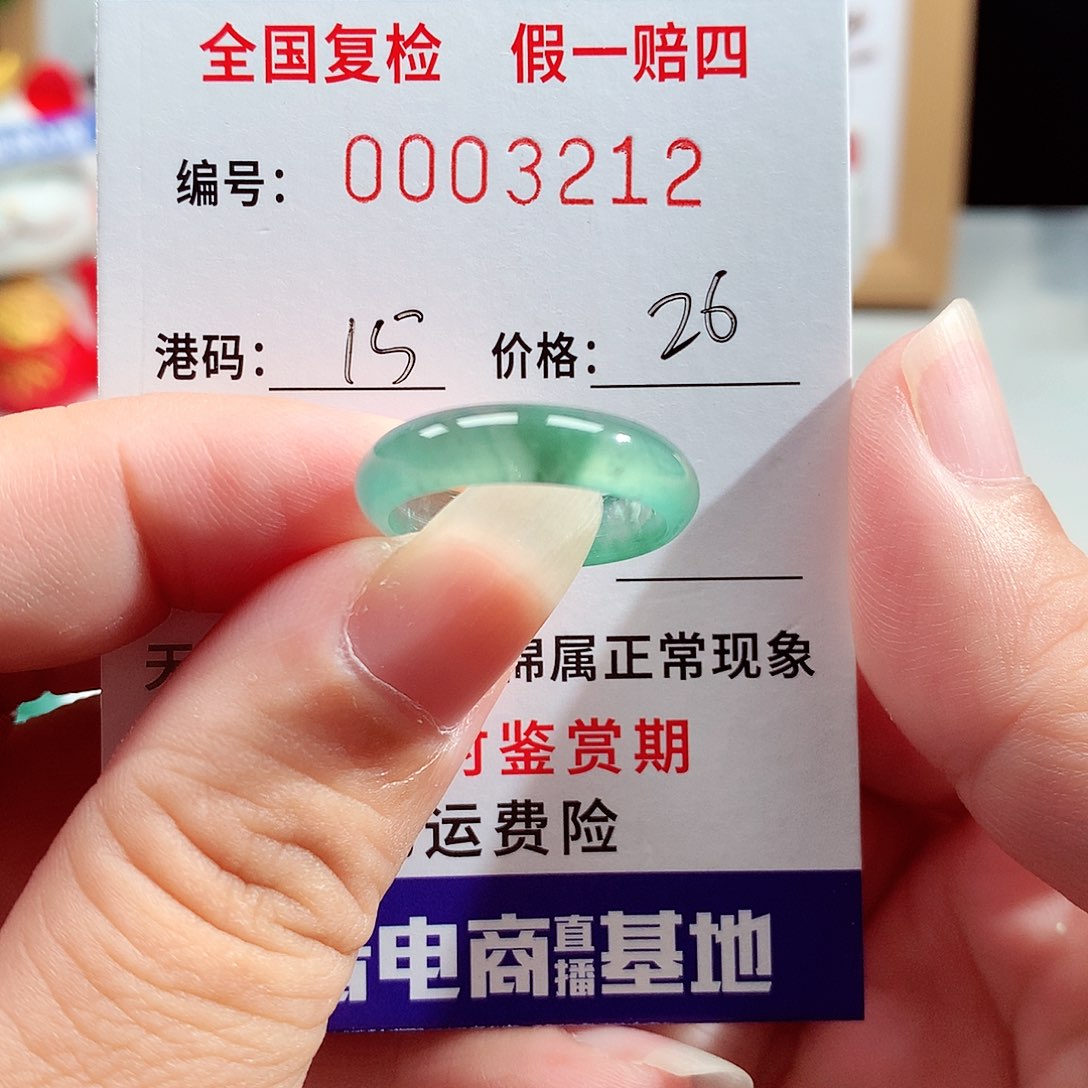 全国复检 假一赔四
编号： 0003212
港码： 15 价格： 26
属正常现象
鉴赏期
运费险
电商直播基地